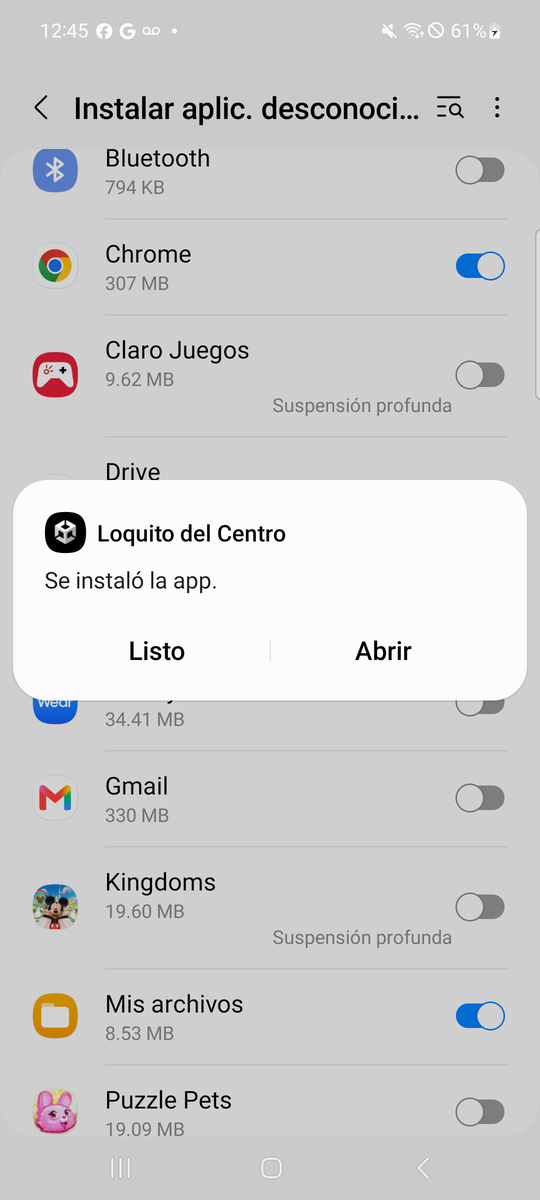 12:45
61%
Instalar aplic. desconoci...
Bluetooth
794 KB
Chrome
307 MB
Claro Juegos
9.62 MB
Suspensión profunda
Drive
Loquito del Centro
Se instaló la app.
Listo
Abrir
Wear
34.41 MB
Gmail
330 MB
Kingdoms
19.60 MB
Suspensión profunda
Mis archivos
8.53 MB
Puzzle Pets
19.09 MB